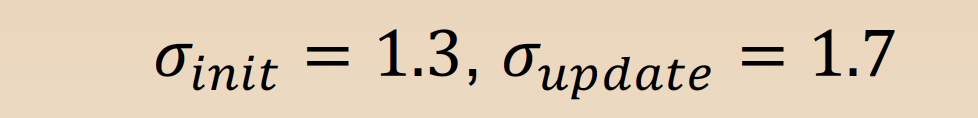 σ_init = 1.3, σ_update = 1.7